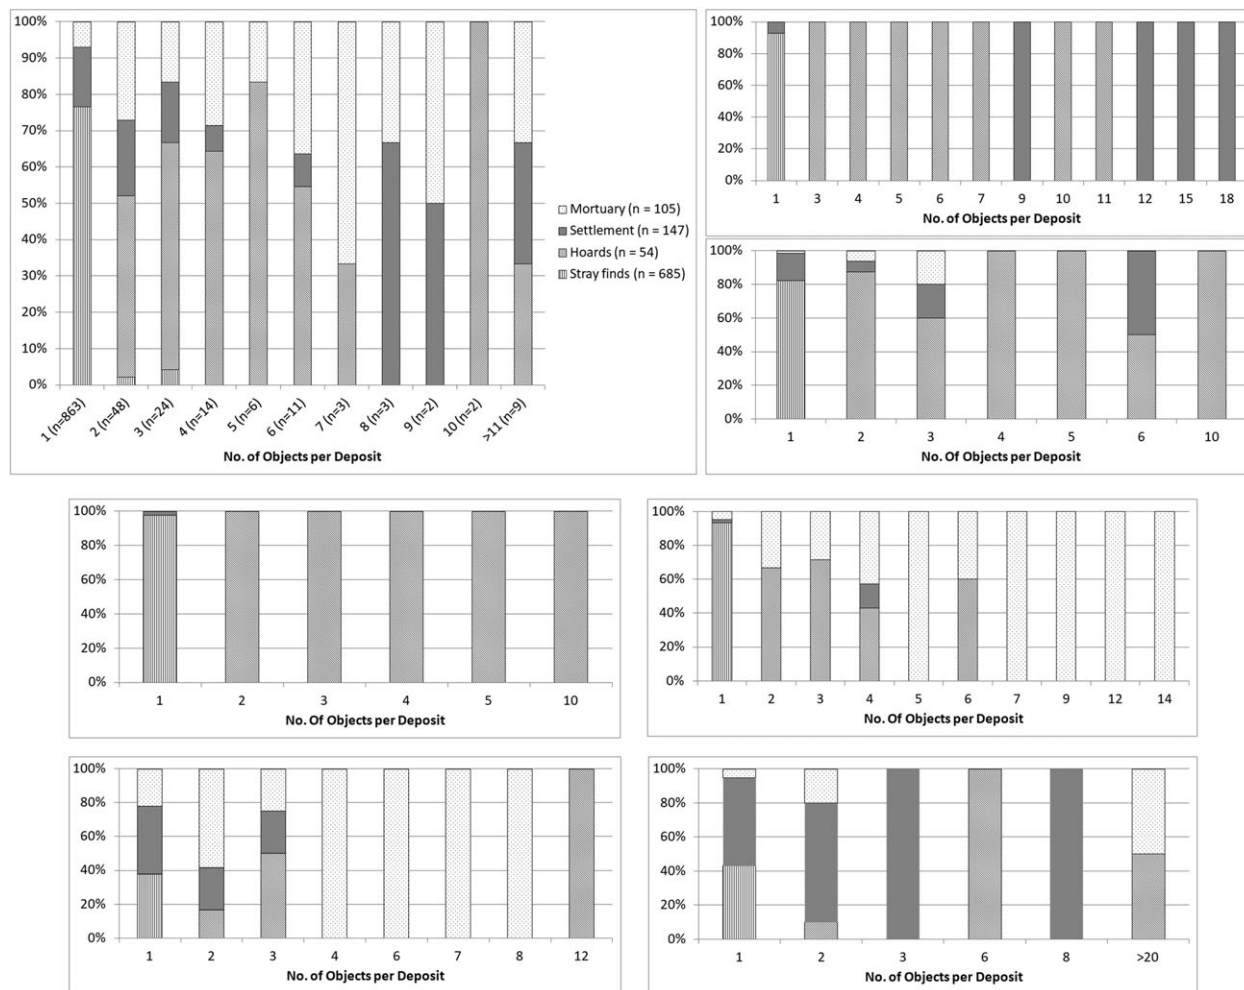 100%
90%
80%
70%
60%
50%
40%
30%
20%
10%
0%
1 (n=863) 2 (n=48) 3 (n=24) 4 (n=14) 5 (n=6) 6 (n=11) 7 (n=3) 8 (n=3) 9 (n=2) 10 (n=2) >11 (n=9)
No. of Objects per Deposit
Mortuary (n = 105)
Settlement (n = 147)
Hoards (n = 54)
Stray finds (n = 685)
100%
80%
60%
40%
20%
0%
1 3 4 5 6 7 9 10 11 12 15 18
No. of Objects per Deposit
100%
80%
60%
40%
20%
0%
1 2 3 4 5 6 10
No. of Objects per Deposit
100%
80%
60%
40%
20%
0%
1 2 3 4 5 10
No. Of Objects per Deposit
100%
80%
60%
40%
20%
0%
1 2 3 4 5 6 7 9 12 14
No. of Objects per Deposit
100%
80%
60%
40%
20%
0%
1 2 3 4 6 7 8 12
No. of Objects per Deposit
100%
80%
60%
40%
20%
0%
1 2 3 6 8 >20
No. of Objects per Deposit